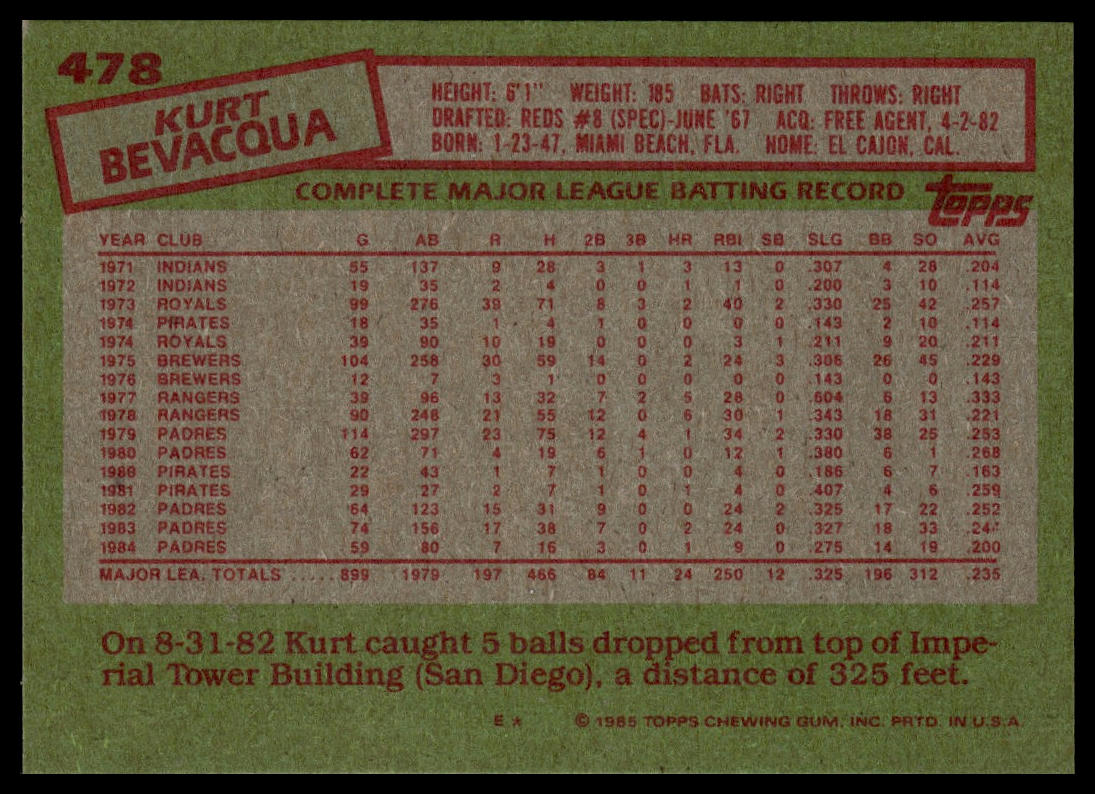 478
KURT
BEVACQUA
HEIGHT: 6'1" WEIGHT: 185 BATS: RIGHT THROWS: RIGHT
DRAFTED: REDS #8 (SPEC)-JUNE '67 ACQ: FREE AGENT, 4-2-82
BORN: 1-23-47, MIAMI BEACH, FLA. HOME: EL CAJON, CAL.
COMPLETE MAJOR LEAGUE BATTING RECORD
topps
YEAR CLUB G AB R H 2B 3B HR RBI SB SLG BB SO AVG
1971 INDIANS 55 137 9 28 3 1 3 13 0 .307 4 28 .204
1972 INDIANS 19 35 2 4 0 0 1 1 0 .200 3 10 .114
1973 ROYALS 99 276 39 71 8 3 2 40 2 .330 25 42 .257
1974 PIRATES 18 35 1 4 1 0 0 0 0 .143 2 10 .114
1974 ROYALS 39 90 10 19 0 0 0 3 1 .211 9 20 .211
1975 BREWERS 104 258 30 59 14 0 2 24 3 .306 26 45 .229
1976 BREWERS 12 7 3 1 0 0 0 0 0 .143 0 0 .143
1977 RANGERS 39 96 13 32 7 2 5 28 0 .604 6 13 .333
1978 RANGERS 90 248 21 55 12 0 6 30 1 .343 18 31 .221
1979 PADRES 114 297 23 75 12 4 1 34 2 .330 38 25 .253
1980 PADRES 62 71 4 19 6 1 0 12 1 .380 6 1 .268
1980 PIRATES 22 43 1 7 1 0 0 4 0 .186 6 7 .163
1981 PIRATES 29 27 2 7 1 0 1 4 0 .407 4 6 .259
1982 PADRES 64 123 15 31 9 0 0 24 2 .325 17 22 .252
1983 PADRES 74 156 17 38 7 0 2 24 0 .327 18 33 .244
1984 PADRES 59 80 7 16 3 0 1 9 0 .275 14 19 .200
MAJOR LEA. TOTALS ..... 899 1979 197 466 84 11 24 250 12 .325 196 312 .235
On 8-31-82 Kurt caught 5 balls dropped from top of Impe-
rial Tower Building (San Diego), a distance of 325 feet.
E * © 1985 TOPPS CHEWING GUM, INC. PRTD. IN U.S.A.